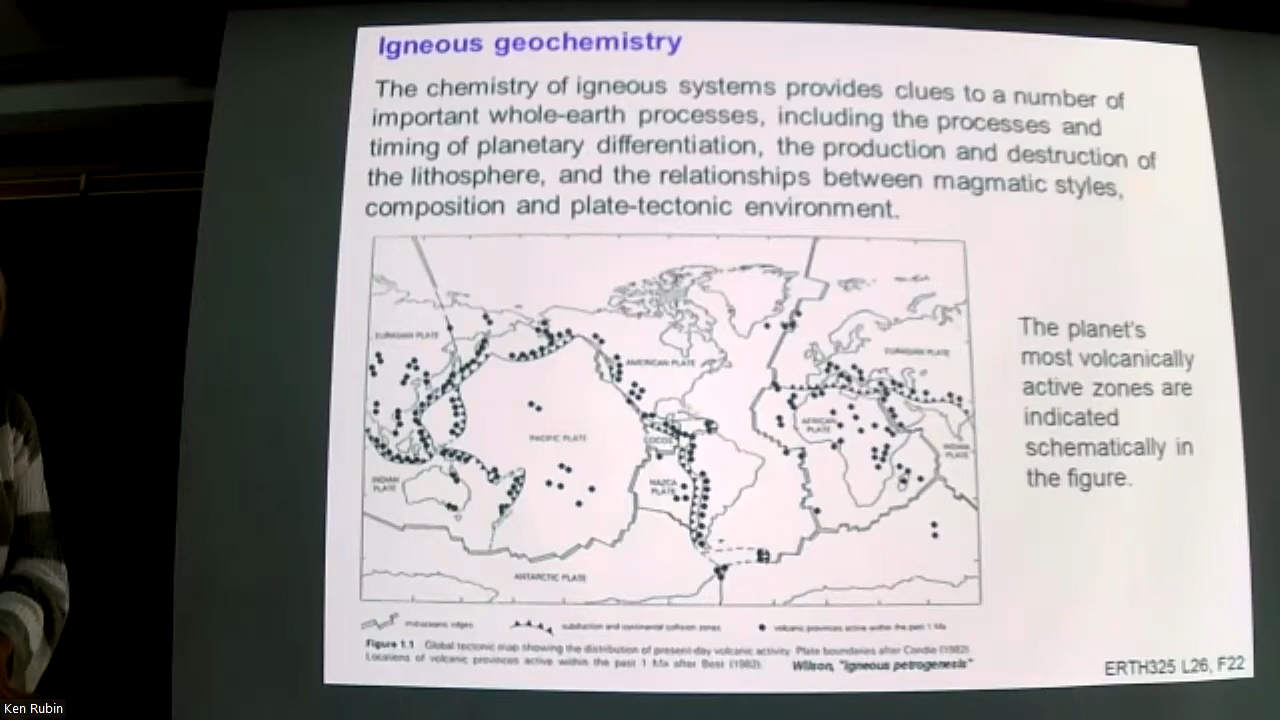 Igneous geochemistry
The chemistry of igneous systems provides clues to a number of
important whole-earth processes, including the processes and
timing of planetary differentiation, the production and destruction of
the lithosphere, and the relationships between magmatic styles,
composition and plate-tectonic environment.
EURASIAN PLATE
AMERICAN PLATE
EURASIAN PLATE
PACIFIC PLATE
COCOS
AFRICAN
PLATE
INDIAN
PLATE
INDIAN
PLATE
NAZCA
PLATE
ANTARCTIC PLATE
The planet's
most volcanically
active zones are
indicated
schematically in
the figure.
midoceanic ridges
subduction and continental collision zones
volcanic provinces active within the past 1 Ma
Figure 1.1 Global tectonic map showing the distribution of present-day volcanic activity. Plate boundaries after Condie (1982).
Locations of volcanic provinces active within the past 1 Ma after Best (1982).
Wilson, "Igneous petrogenesis"
ERTH325 L26, F22
Ken Rubin